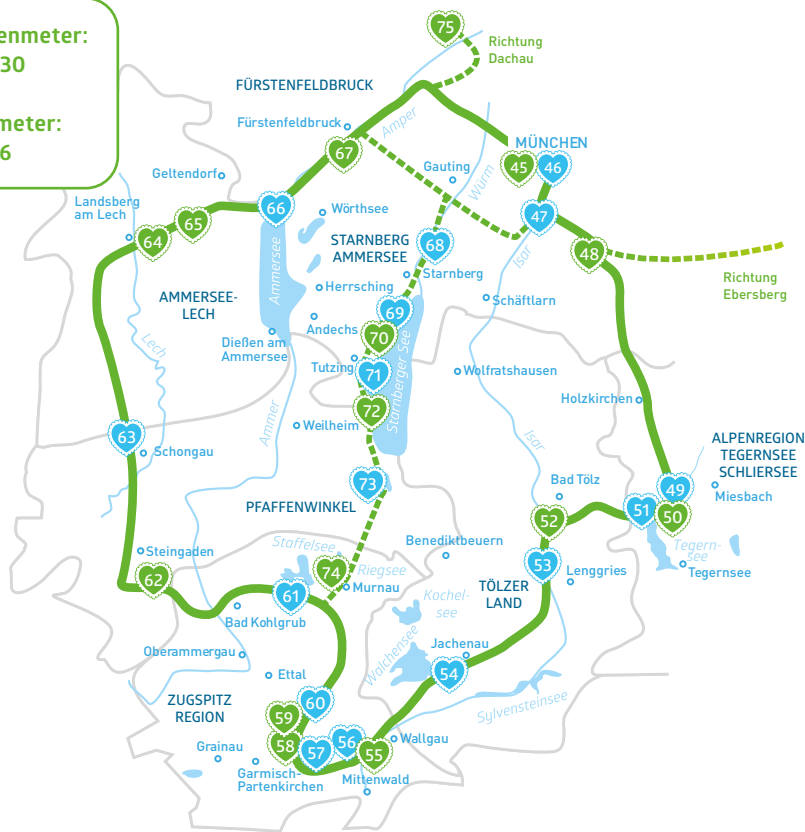 enmeter:
30
meter:
6
75
Richtung
Dachau
FÜRSTENFELDBRUCK
Fürstenfeldbruck
Amper
67
MÜNCHEN
45
46
Geltendorf
Gauting
Würm
Landsberg
am Lech
66
Wörthsee
47
65
64
STARNBERG
AMMERSEE
68
48
Isar
Ammersee
Starnberg
Richtung
Ebersberg
Herrsching
Schäftlarn
AMMERSEE-
LECH
69
Andechs
70
Dießen am
Ammersee
Lech
Tutzing
71
Starnberger See
Wolfratshausen
Holzkirchen
72
Ammer
Weilheim
63
Schongau
Isar
ALPENREGION
TEGERNSEE
SCHLIERSEE
73
Bad Tölz
49
Miesbach
PFAFFENWINKEL
51
50
52
Steingaden
Staffelsee
Benediktbeuern
Tegern-
see
Tegernsee
62
74
Riegsee
Murnau
53
Lenggries
61
Kochel-
see
TÖLZER
LAND
Bad Kohlgrub
Oberammergau
Walchensee
Jachenau
Ettal
54
ZUGSPITZ
REGION
60
59
Sylvensteinsee
Grainau
58
57
56
55
Wallgau
Garmisch-
Partenkirchen
Mittenwald